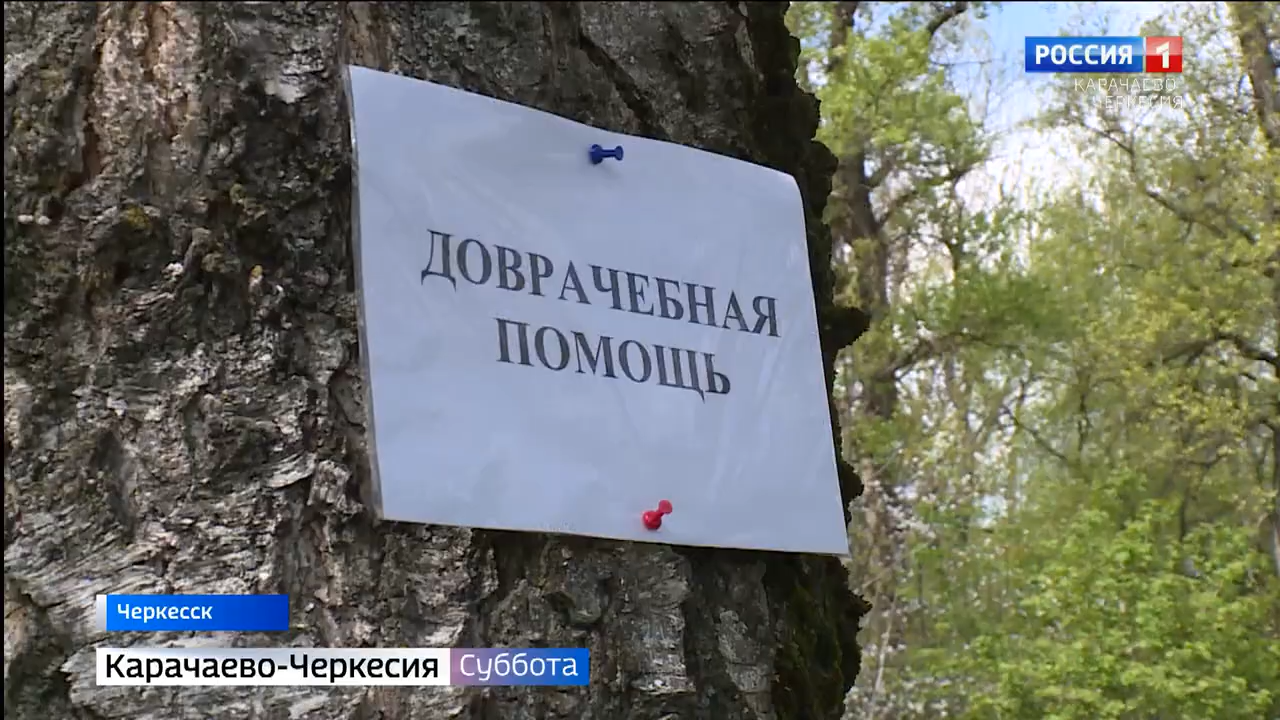 РОССИЯ 1
КАРАЧАЕВО-
ЧЕРКЕСИЯ
ДОВРАЧЕБНАЯ
ПОМОЩЬ
Черкесск
Карачаево-Черкесия Суббота